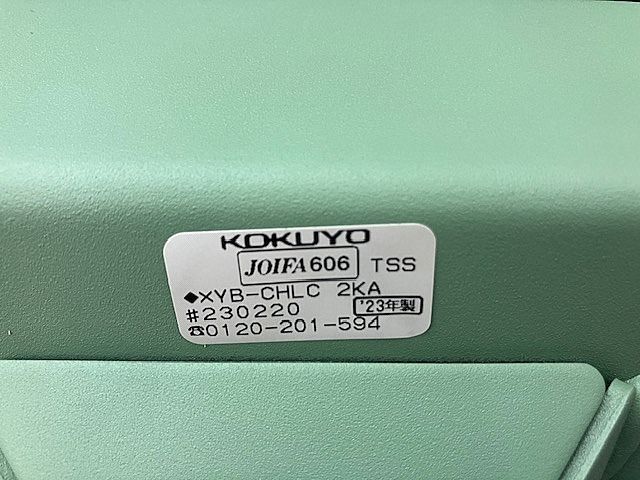 KOKUYO
JOIFA606 TSS
◆XYB-CHLC 2KA
#230220 '23年製
☎0120-201-594